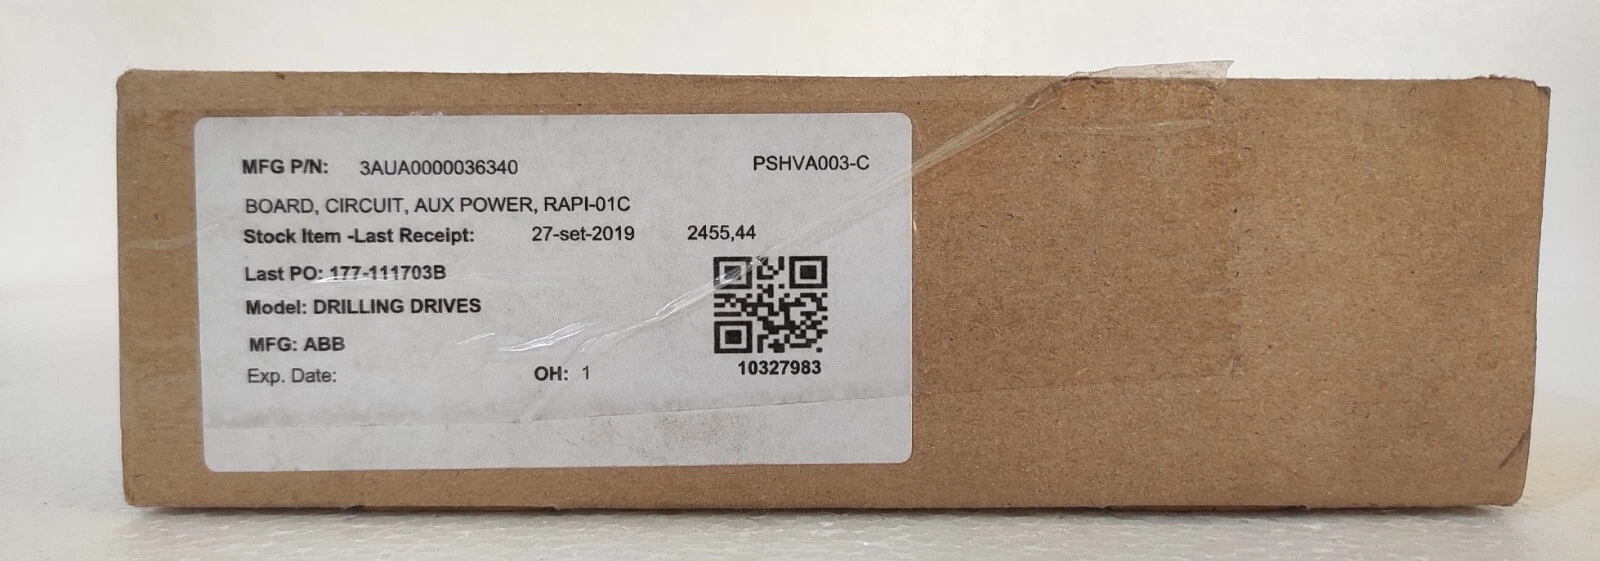 MFG P/N: 3AUA0000036340 PSHVA003-C
BOARD, CIRCUIT, AUX POWER, RAPI-01C
Stock Item -Last Receipt: 27-set-2019 2455,44
Last PO: 177-111703B
Model: DRILLING DRIVES
MFG: ABB
Exp. Date: OH: 1
10327983